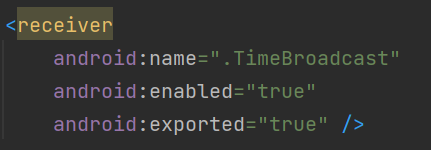 <receiver
android:name=".TimeBroadcast"
android:enabled="true"
android:exported="true" />